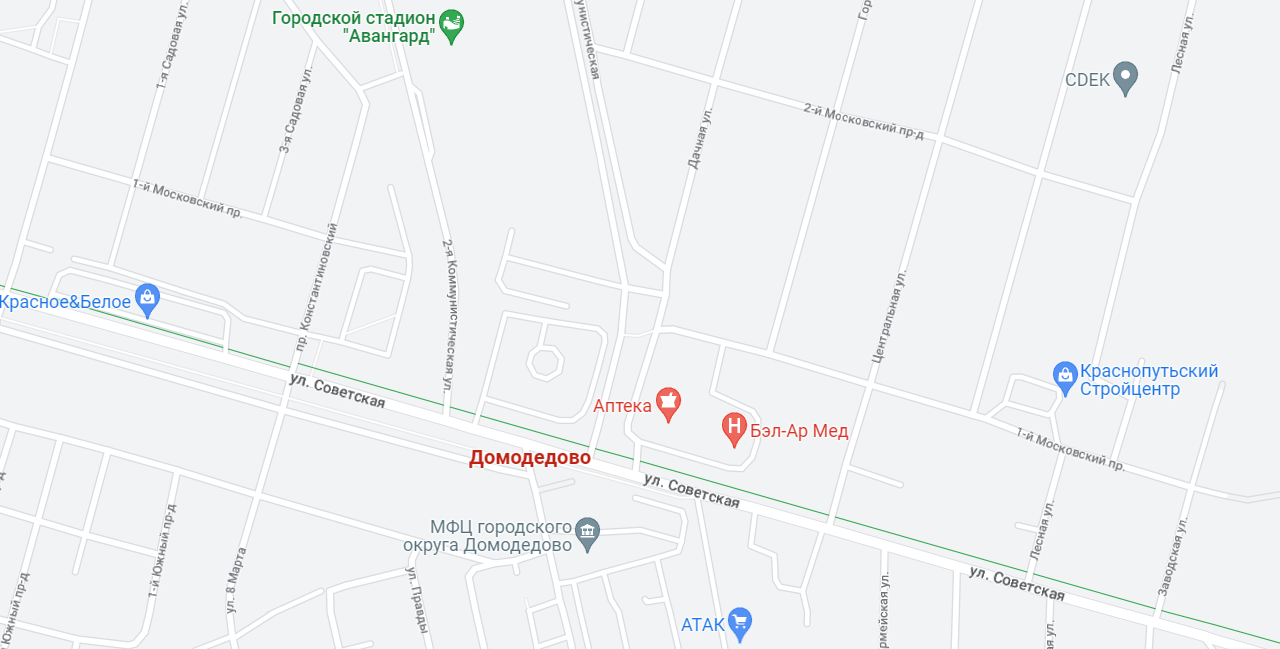 Городской стадион
"Авангард"
1-я Садовая ул.
3-я Садовая ул.
Лесная ул.
CDEK
2-й Московский пр-д
Дачная ул.
1-й Московский пр.
пр. Константиновский
2-я Коммунистическая ул.
Центральная ул.
Красное&Белое
ул. Советская
Аптека
Бэл-Ар Мед
Краснопутьский
Стройцентр
1-й Московский пр.
Домодедово
ул. Советская
МФЦ городского
округа Домодедово
1-й Южный пр-д
Южный пр-д
ул. 8 Марта
ул. Правды
АТАК
ул. Советская
Лесная ул.
Заводская ул.